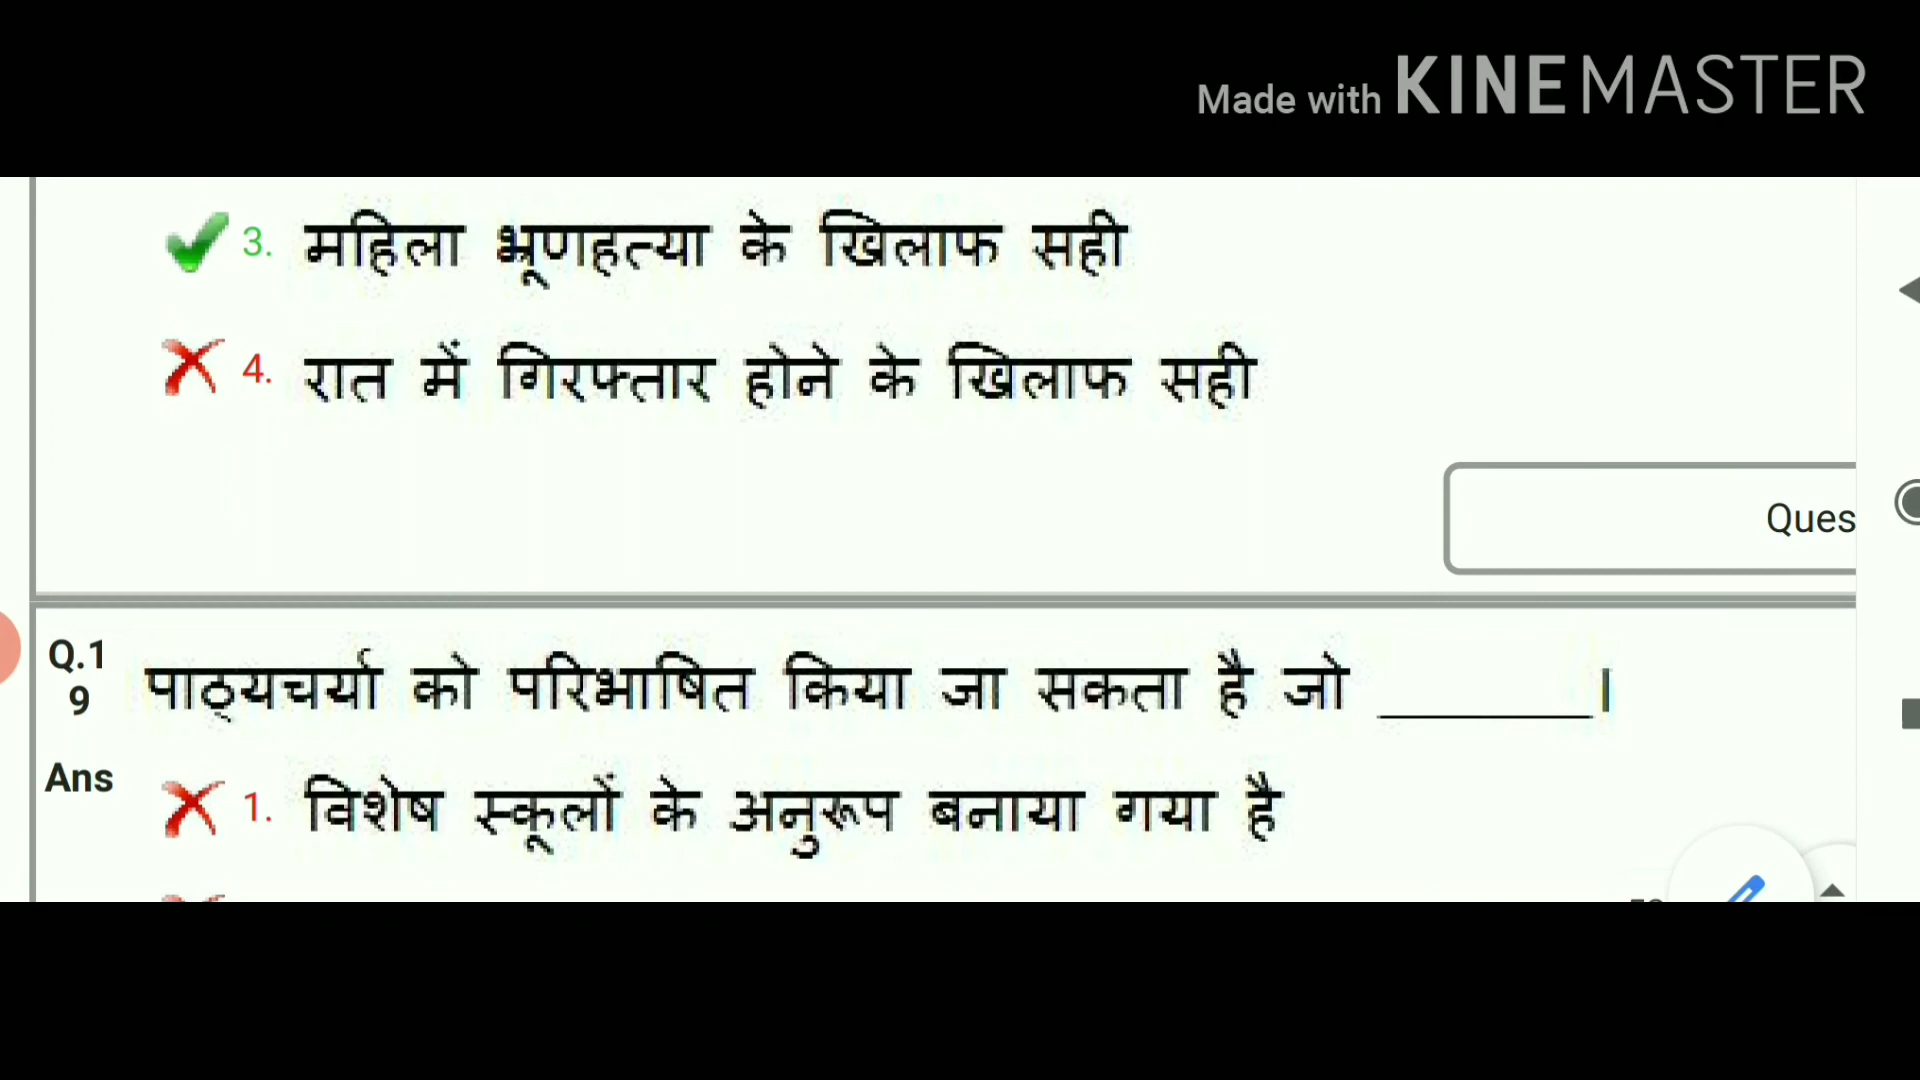 Made with KINEMASTER
3. महिला भ्रूणहत्या के खिलाफ सही
4. रात में गिरफ्तार होने के खिलाफ सही
Ques
Q.19 पाठ्यचर्या को परिभाषित किया जा सकता है जो ________।
Ans 1. विशेष स्कूलों के अनुरूप बनाया गया है